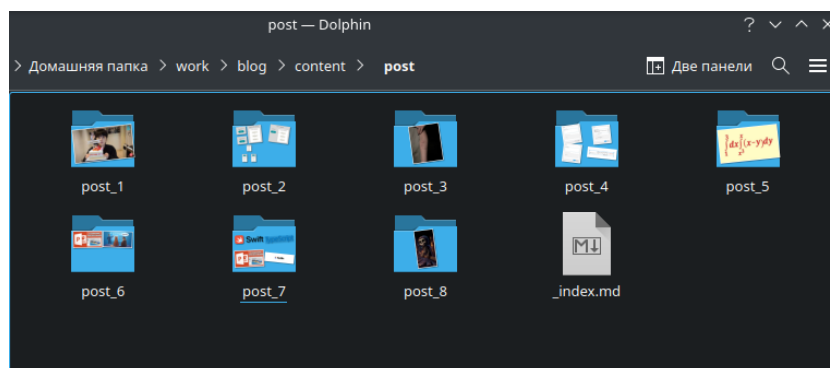 post — Dolphin
> Домашняя папка > work > blog > content > post
Две панели
post_1
post_2
post_3
post_4
post_5
post_6
post_7
post_8
_index.md
Swift